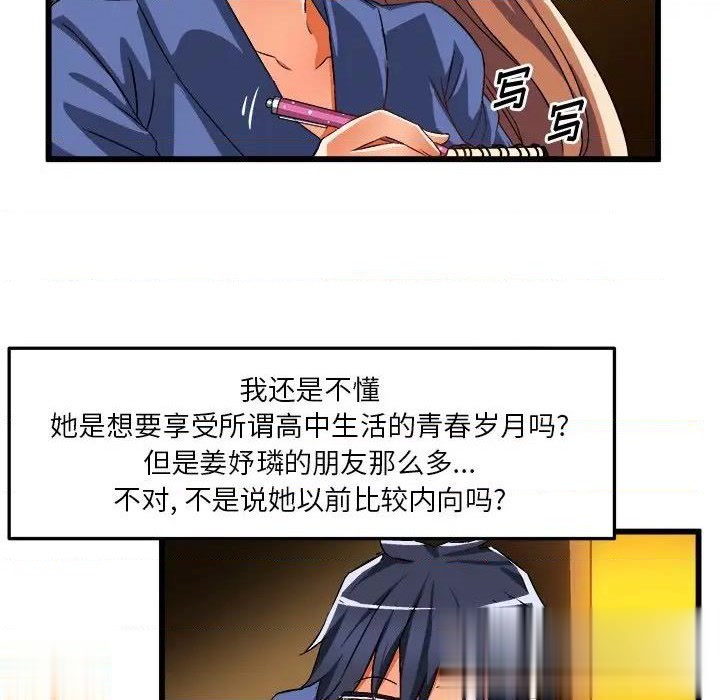 写
写
我还是不懂
她是想要享受所谓高中生活的青春岁月吗?
但是姜妤璘的朋友那么多...
不对, 不是说她以前比较内向吗?